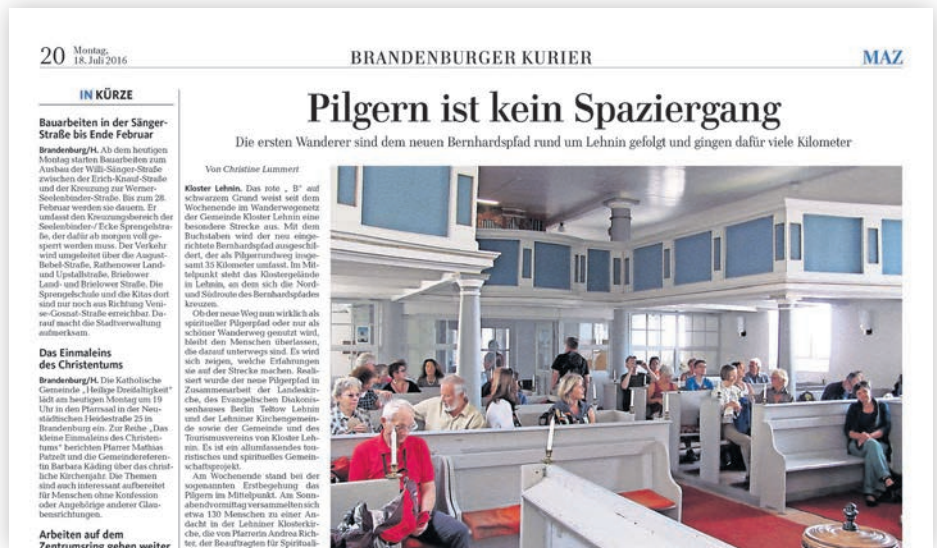 20 Montag,
18. Juli 2016
BRANDENBURGER KURIER
MAZ
IN KÜRZE
Bauarbeiten in der Sänger-
Straße bis Ende Februar
Brandenburg/H. Ab dem heutigen
Montag starten Bauarbeiten zum
Ausbau der Willi-Sänger-Straße
zwischen der Erich-Knauf-Straße
und der Kreuzung zur Werner-
Seelenbinder-Straße. Bis zum 28.
Februar werden sie dauern. Er
umfasst den Kreuzungsbereich der
Seelenbinder-/ Ecke Sprengelstra-
ße, der dafür ab morgen voll ge-
sperrt werden muss. Der Verkehr
wird umgeleitet über die August-
Bebel-Straße, Rathenower Land-
und Upstallstraße, Brielower
Land- und Brielower Straße. Die
Sprengelschule und die Kitas dort
sind nur noch aus Richtung Veni-
se-Gosnat-Straße erreichbar. Da-
rauf macht die Stadtverwaltung
aufmerksam.
Das Einmaleins
des Christentums
Brandenburg/H. Die Katholische
Gemeinde „Heilige Dreifaltigkeit“
lädt am heutigen Montag um 19
Uhr in den Pfarrsaal in der Neu-
städtischen Heidestraße 25 in
Brandenburg ein. Zur Reihe „Das
kleine Einmaleins des Christen-
tums“ berichten Pfarrer Mathias
Patzelt und die Gemeindereferen-
tin Barbara Käding über das christ-
liche Kirchenjahr. Die Themen
sind auch interessant aufbereitet
für Menschen ohne Konfession
oder Angehörige anderer Glau-
bensrichtungen.
Arbeiten auf dem
Zentrumsring gehen weiter
Pilgern ist kein Spaziergang
Die ersten Wanderer sind dem neuen Bernhardspfad rund um Lehnin gefolgt und gingen dafür viele Kilometer
Von Christine Lummert
Kloster Lehnin. Das rote „ B“ auf
schwarzem Grund weist seit dem
Wochenende im Wanderwegenetz
der Gemeinde Kloster Lehnin eine
besondere Strecke aus. Mit dem
Buchstaben wird der neu einge-
richtete Bernhardspfad ausgeschil-
dert, der als Pilgerrundweg insge-
samt 35 Kilometer umfasst. Im Mit-
telpunkt steht das Klostergelände
in Lehnin, an dem sich die Nord-
und Südroute des Bernhardspfades
kreuzen.
Ob der neue Weg nun wirklich als
spiritueller Pilgerpfad oder nur als
schöner Wanderweg genutzt wird,
bleibt den Menschen überlassen,
die darauf unterwegs sind. Es wird
sich zeigen, welche Erfahrungen
sie auf der Strecke machen. Reali-
siert wurde der neue Pilgerpfad in
Zusammenarbeit der Landeskir-
che, des Evangelischen Diakonis-
senhauses Berlin Teltow Lehnin
und der Lehniner Kirchengemein-
de sowie der Gemeinde und des
Tourismusvereins von Kloster Leh-
nin. Es ist ein allumfassendes tou-
ristisches und spirituelles Gemein-
schaftsprojekt.
Am Wochenende stand bei der
sogenannten Erstbegehung das
Pilgern im Mittelpunkt. Am Sonn-
abendvormittag versammelten sich
etwa 130 Menschen zu einer An-
dacht in der Lehniner Klosterkir-
che, die von Pfarrerin Andrea Rich-
ter, der Beauftragten für Spirituali-